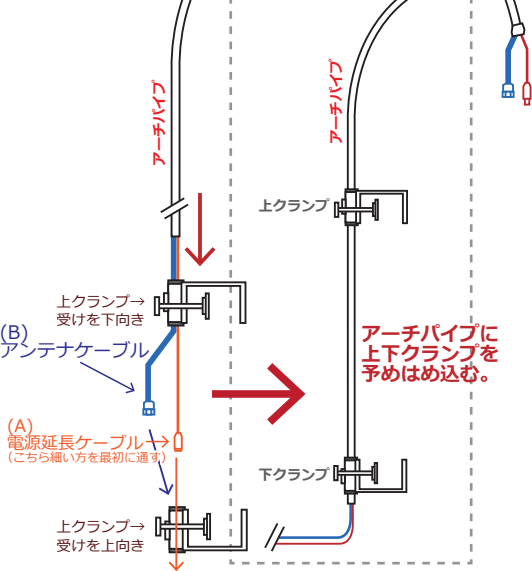 アーチパイプ
アーチパイプ
上クランプ
上クランプ→
受けを下向き
(B)
アンテナケーブル
アーチパイプに
上下クランプを
予めはめ込む。
(A)
電源延長ケーブル→
(こちら細い方を最初に通す)
下クランプ
上クランプ→
受けを上向き